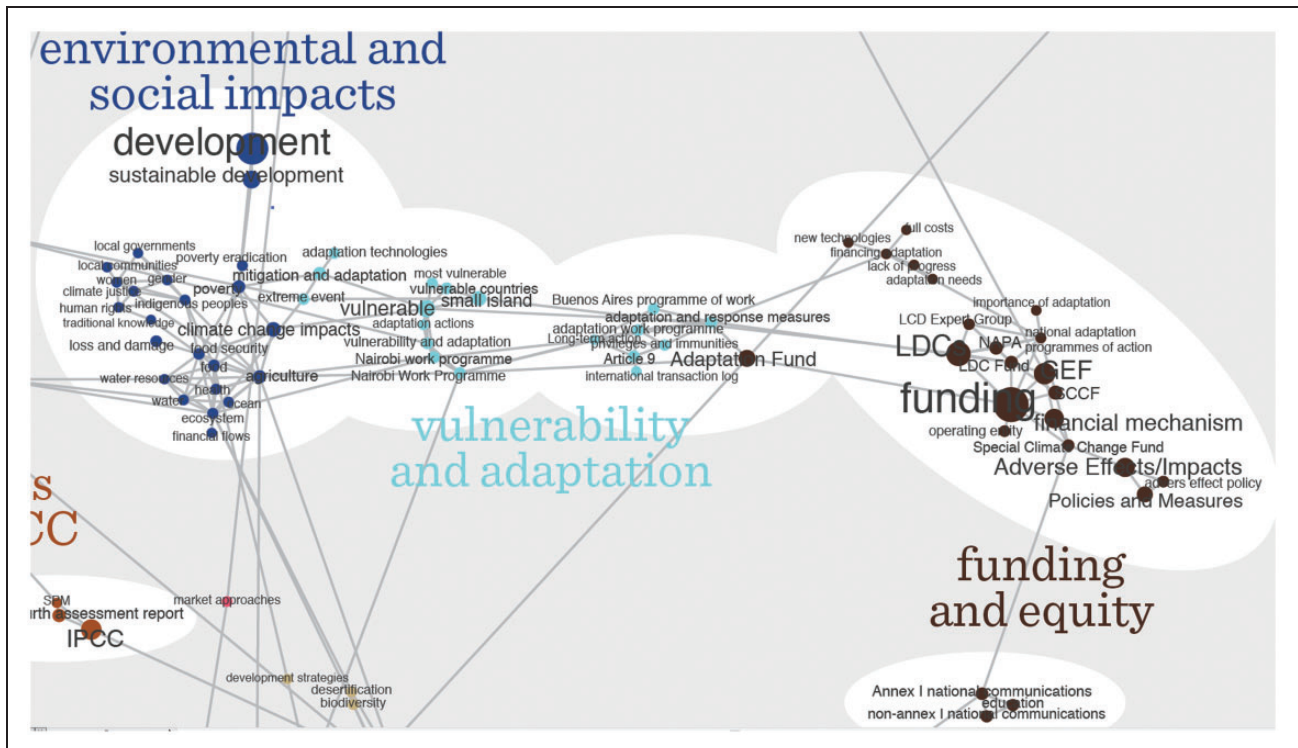 environmental and
social impacts
development
sustainable development
local governments
poverty eradication
adaptation technologies
local communities
women
gender
poverty
mitigation and adaptation
climate justice
indigenous peoples
extreme event
human rights
traditional knowledge
climate change impacts
loss and damage
food security
food
agriculture
water resources
health
water
ocean
ecosystem
financial flows
most vulnerable
vulnerable countries
small island
vulnerable
adaptation actions
vulnerability and adaptation
Nairobi work programme
Nairobi Work Programme
Buenos Aires programme of work
adaptation and response measures
adaptation work programme
Long-term action
privileges and immunities
Article 9
Adaptation Fund
international transaction log
vulnerability
and adaptation
full costs
new technologies
financing adaptation
lack of progress
adaptation needs
importance of adaptation
LCD Expert Group
national adaptation
programmes of action
LDCs
NAPA
LDC Fund
GEF
SCCF
funding
financial mechanism
operating entity
Special Climate Change Fund
Adverse Effects/Impacts
advers effect policy
Policies and Measures
funding
and equity
s
CC
SPM
urth assessment report
IPCC
market approaches
development strategies
desertification
biodiversity
Annex I national communications
education
non-annex I national communications